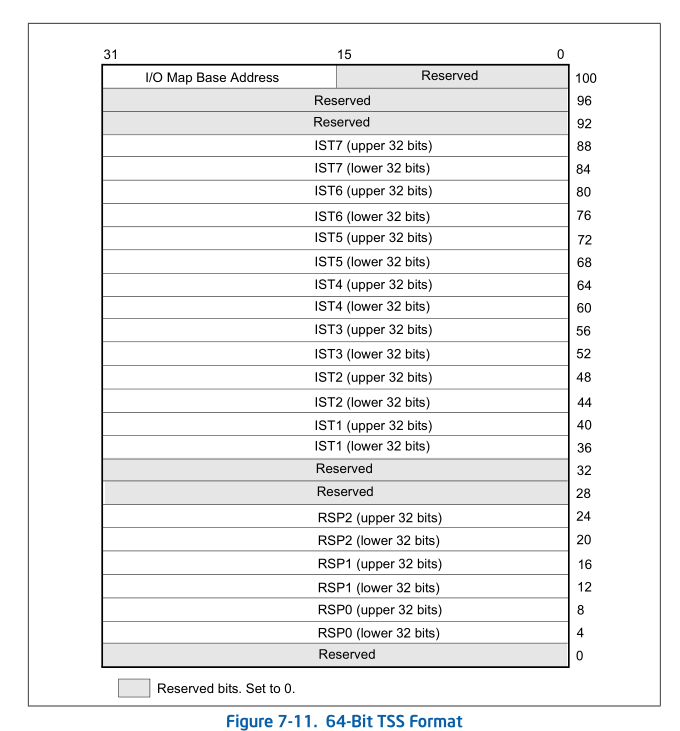 31 15 0
I/O Map Base Address Reserved 100
Reserved 96
Reserved 92
IST7 (upper 32 bits) 88
IST7 (lower 32 bits) 84
IST6 (upper 32 bits) 80
IST6 (lower 32 bits) 76
IST5 (upper 32 bits) 72
IST5 (lower 32 bits) 68
IST4 (upper 32 bits) 64
IST4 (lower 32 bits) 60
IST3 (upper 32 bits) 56
IST3 (lower 32 bits) 52
IST2 (upper 32 bits) 48
IST2 (lower 32 bits) 44
IST1 (upper 32 bits) 40
IST1 (lower 32 bits) 36
Reserved 32
Reserved 28
RSP2 (upper 32 bits) 24
RSP2 (lower 32 bits) 20
RSP1 (upper 32 bits) 16
RSP1 (lower 32 bits) 12
RSP0 (upper 32 bits) 8
RSP0 (lower 32 bits) 4
Reserved 0
Reserved bits. Set to 0.
Figure 7-11. 64-Bit TSS Format